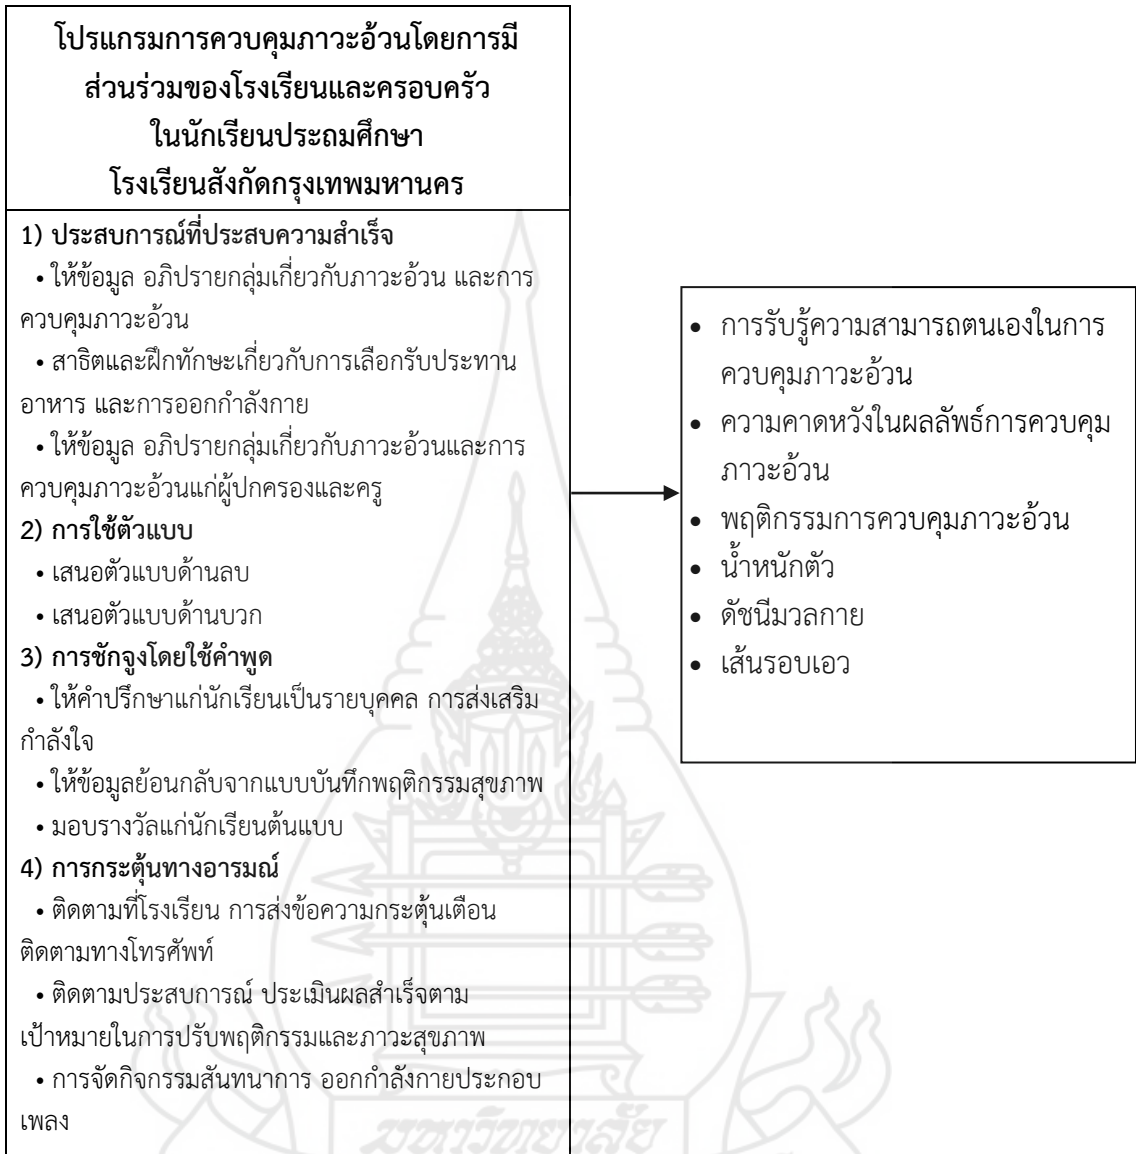 โปรแกรมการควบคุมภาวะอ้วนโดยการมี
ส่วนร่วมของโรงเรียนและครอบครัว
ในนักเรียนประถมศึกษา
โรงเรียนสังกัดกรุงเทพมหานคร
1) ประสบการณ์ที่ประสบความสำเร็จ
• ให้ข้อมูล อภิปรายกลุ่มเกี่ยวกับภาวะอ้วน และการ
ควบคุมภาวะอ้วน
• สาธิตและฝึกทักษะเกี่ยวกับการเลือกรับประทาน
อาหาร และการออกกำลังกาย
• ให้ข้อมูล อภิปรายกลุ่มเกี่ยวกับภาวะอ้วนและการ
ควบคุมภาวะอ้วนแก่ผู้ปกครองและครู
2) การใช้ตัวแบบ
• เสนอตัวแบบด้านลบ
• เสนอตัวแบบด้านบวก
3) การชักจูงโดยใช้คำพูด
• ให้คำปรึกษาแก่นักเรียนเป็นรายบุคคล การส่งเสริม
กำลังใจ
• ให้ข้อมูลย้อนกลับจากแบบบันทึกพฤติกรรมสุขภาพ
• มอบรางวัลแก่นักเรียนต้นแบบ
4) การกระตุ้นทางอารมณ์
• ติดตามที่โรงเรียน การส่งข้อความกระตุ้นเตือน
ติดตามทางโทรศัพท์
• ติดตามประสบการณ์ ประเมินผลสำเร็จตาม
เป้าหมายในการปรับพฤติกรรมและภาวะสุขภาพ
• การจัดกิจกรรมสันทนาการ ออกกำลังกายประกอบ
เพลง
• การรับรู้ความสามารถตนเองในการ
ควบคุมภาวะอ้วน
• ความคาดหวังในผลลัพธ์การควบคุม
ภาวะอ้วน
• พฤติกรรมการควบคุมภาวะอ้วน
• น้ำหนักตัว
• ดัชนีมวลกาย
• เส้นรอบเอว
มหาวิทยาลัย